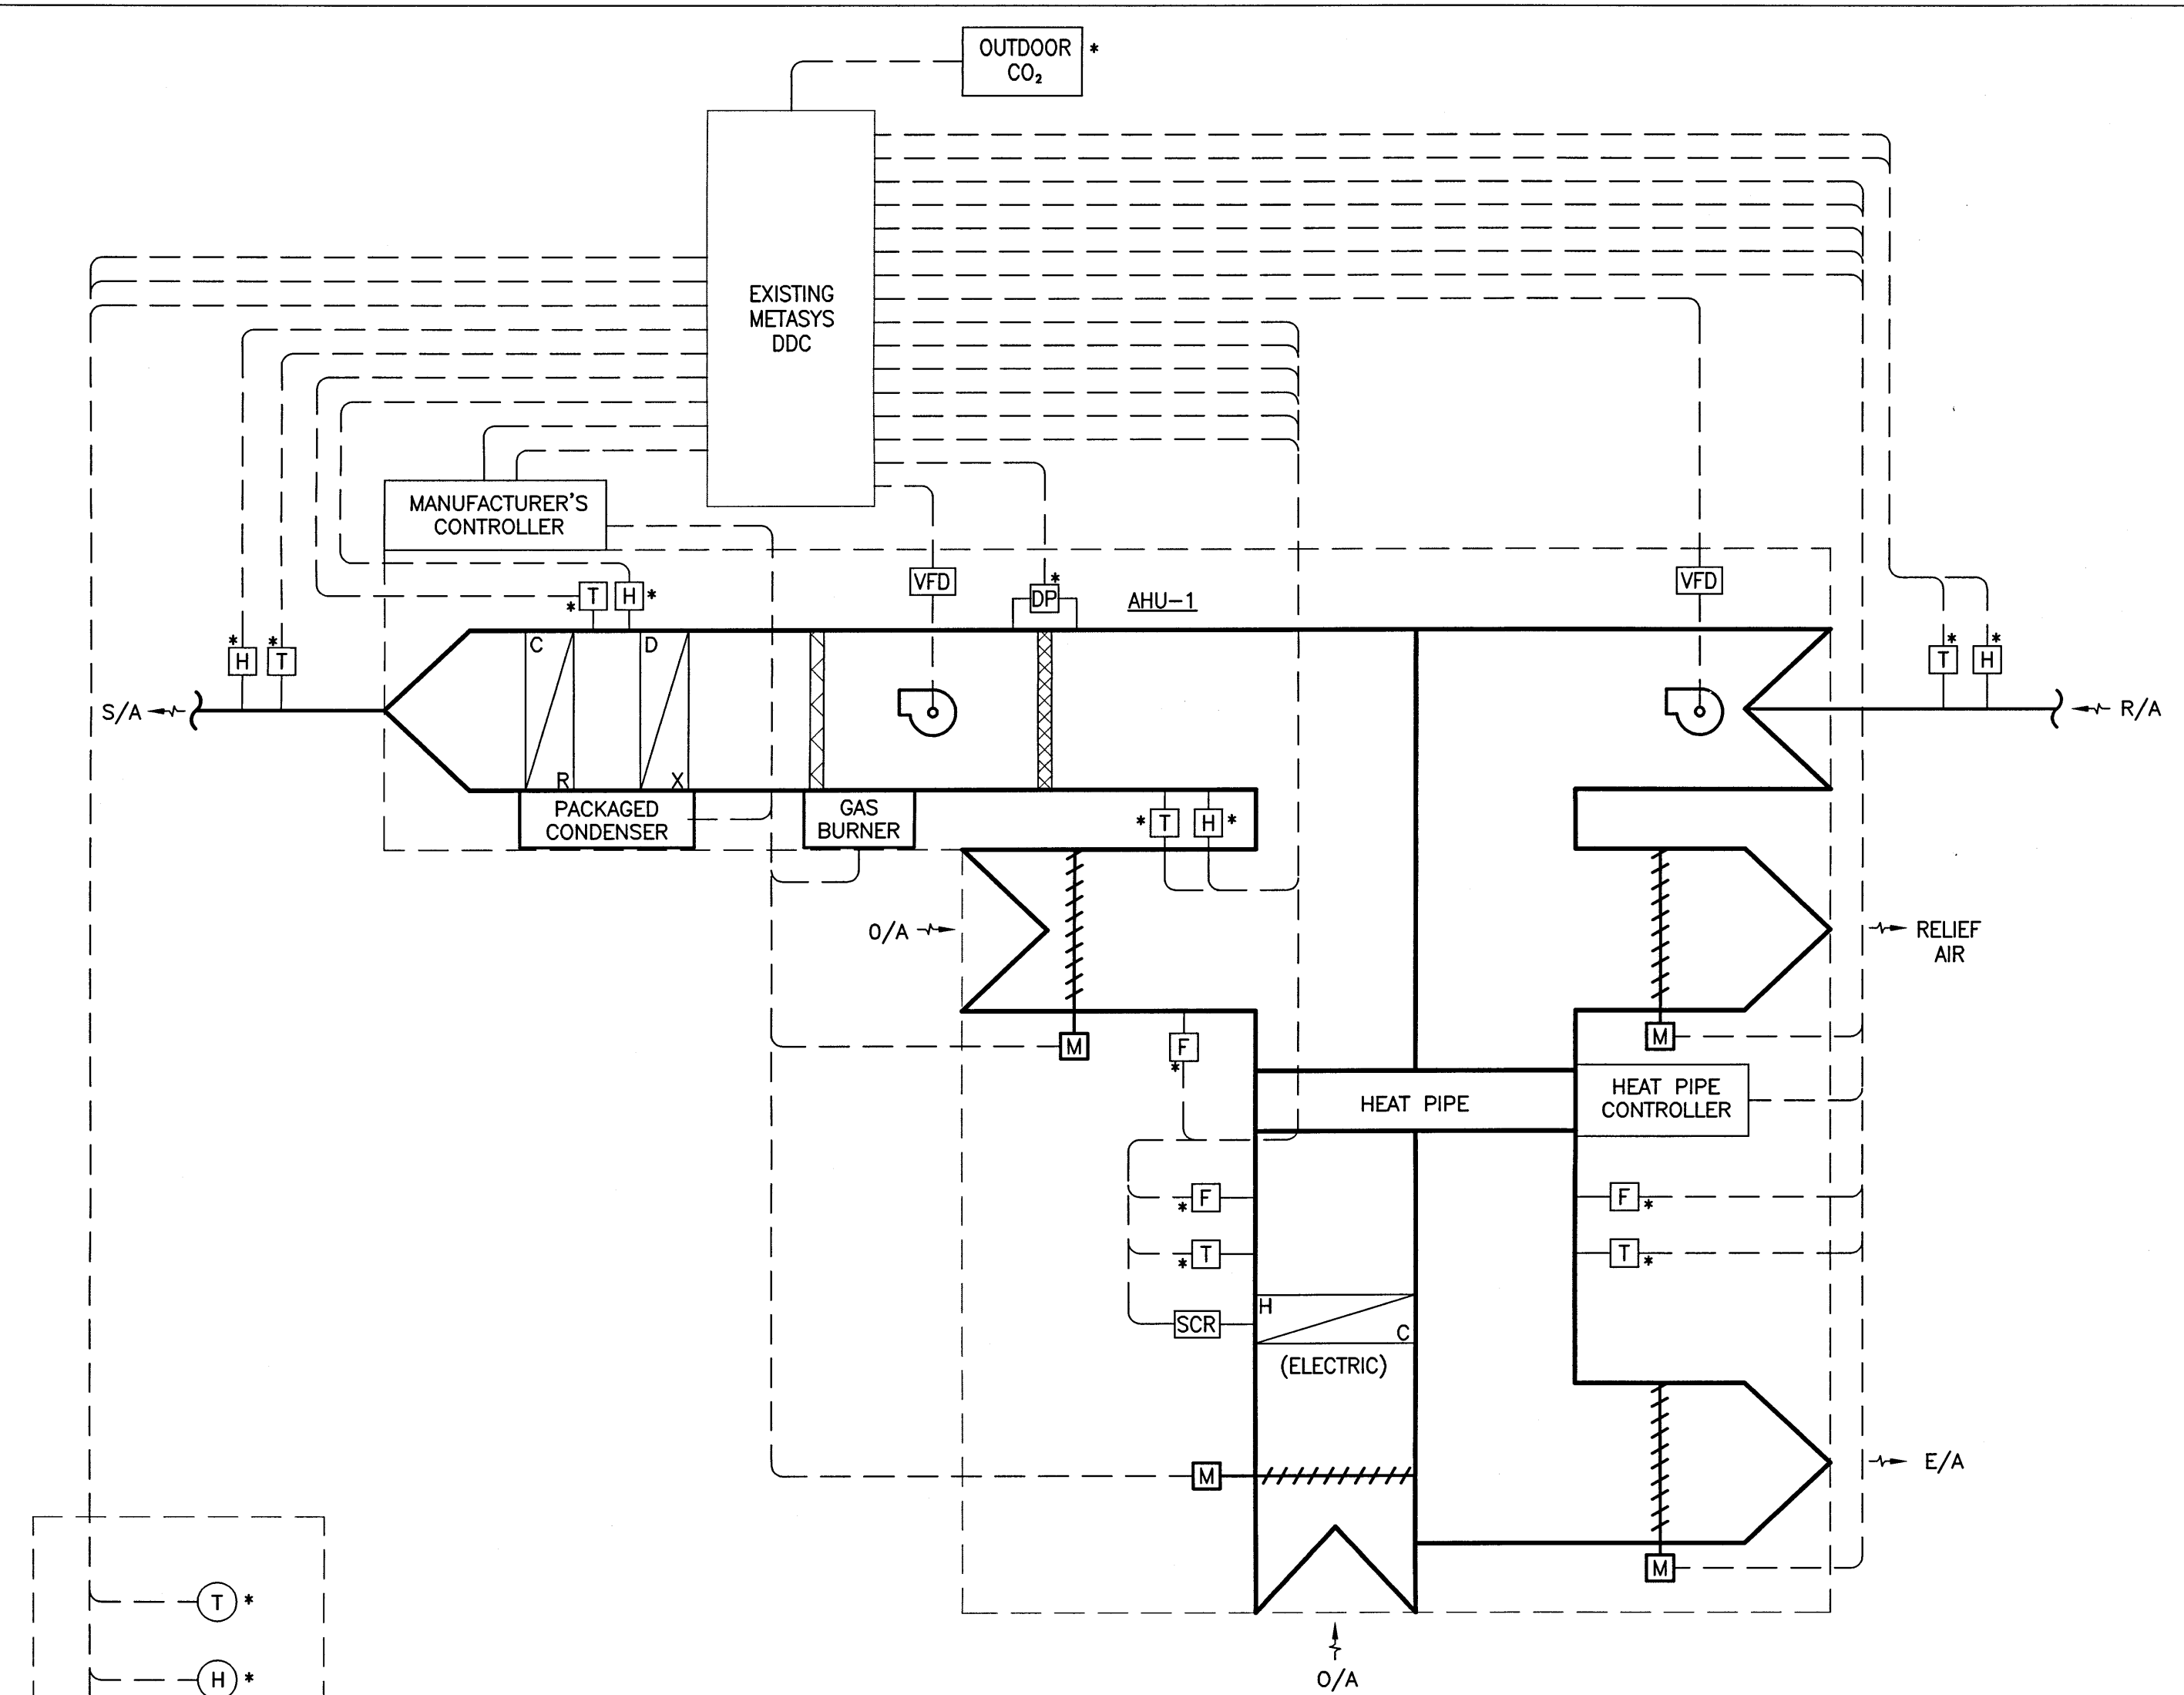 OUTDOOR *
CO₂
EXISTING
METASYS
DDC
MANUFACTURER'S
CONTROLLER
VFD
* DP
AHU-1
VFD
* T H *
* H * T
C R
D X
S/A
T * H *
R/A
PACKAGED
CONDENSER
GAS
BURNER
* T H *
O/A
RELIEF
AIR
M
F *
M
HEAT PIPE
HEAT PIPE
CONTROLLER
* F
F *
* T
T *
SCR
H C
(ELECTRIC)
M
E/A
M
T *
H *
O/A